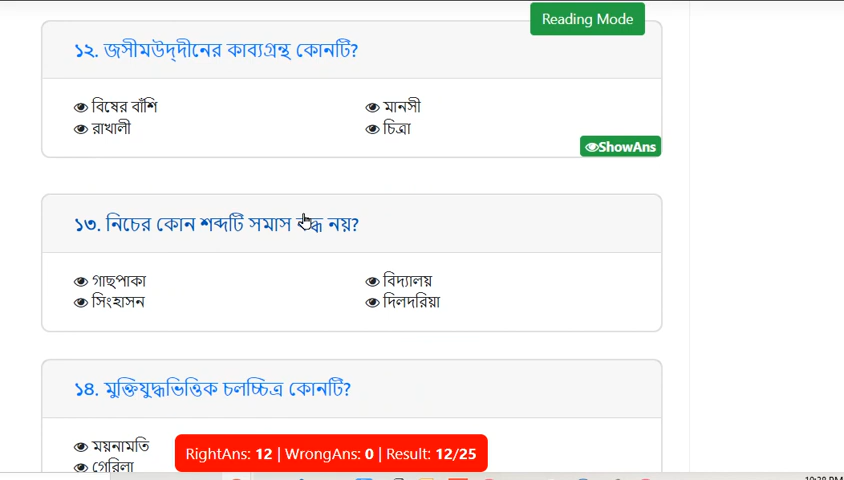 Reading Mode
১২. জসীমউদ্‌দীনের কাব্যগ্রন্থ কোনটি?
বিষের বাঁশি
মানসী
রাখালী
চিত্রা
ShowAns
১৩. নিচের কোন শব্দটি সমাস নয়?
গাছপাকা
বিদ্যালয়
সিংহাসন
দিলদরিয়া
১৪. মুক্তিযুদ্ধভিত্তিক চলচ্চিত্র কোনটি?
ময়নামতি
গেরিলা
RightAns: 12 | WrongAns: 0 | Result: 12/25